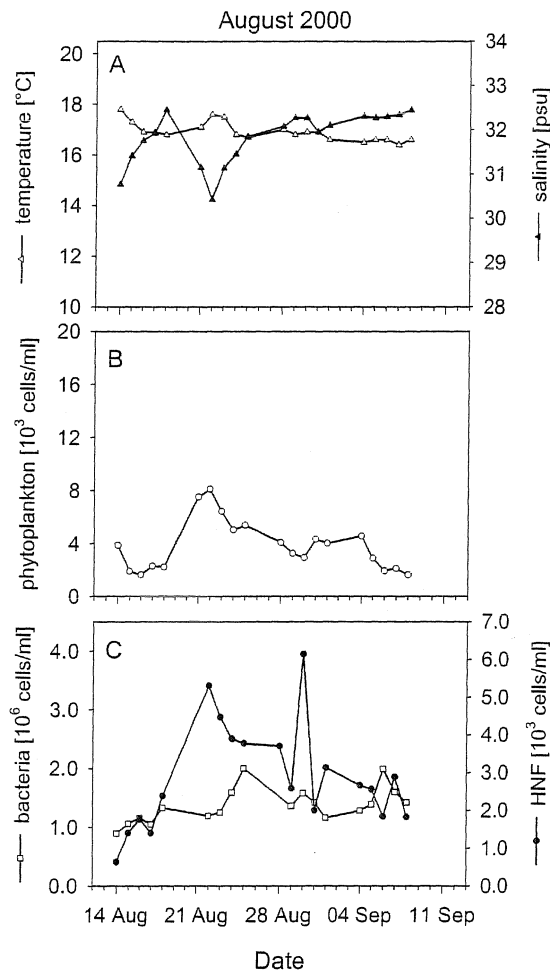 August 2000
A
temperature [°C]
20
18
16
14
12
10
salinity [psu]
34
33
32
31
30
29
28
B
phytoplankton [10³ cells/ml]
20
16
12
8
4
0
C
bacteria [10⁶ cells/ml]
4.0
3.0
2.0
1.0
0.0
HNF [10³ cells/ml]
7.0
6.0
5.0
4.0
3.0
2.0
1.0
0.0
14 Aug 21 Aug 28 Aug 04 Sep 11 Sep
Date